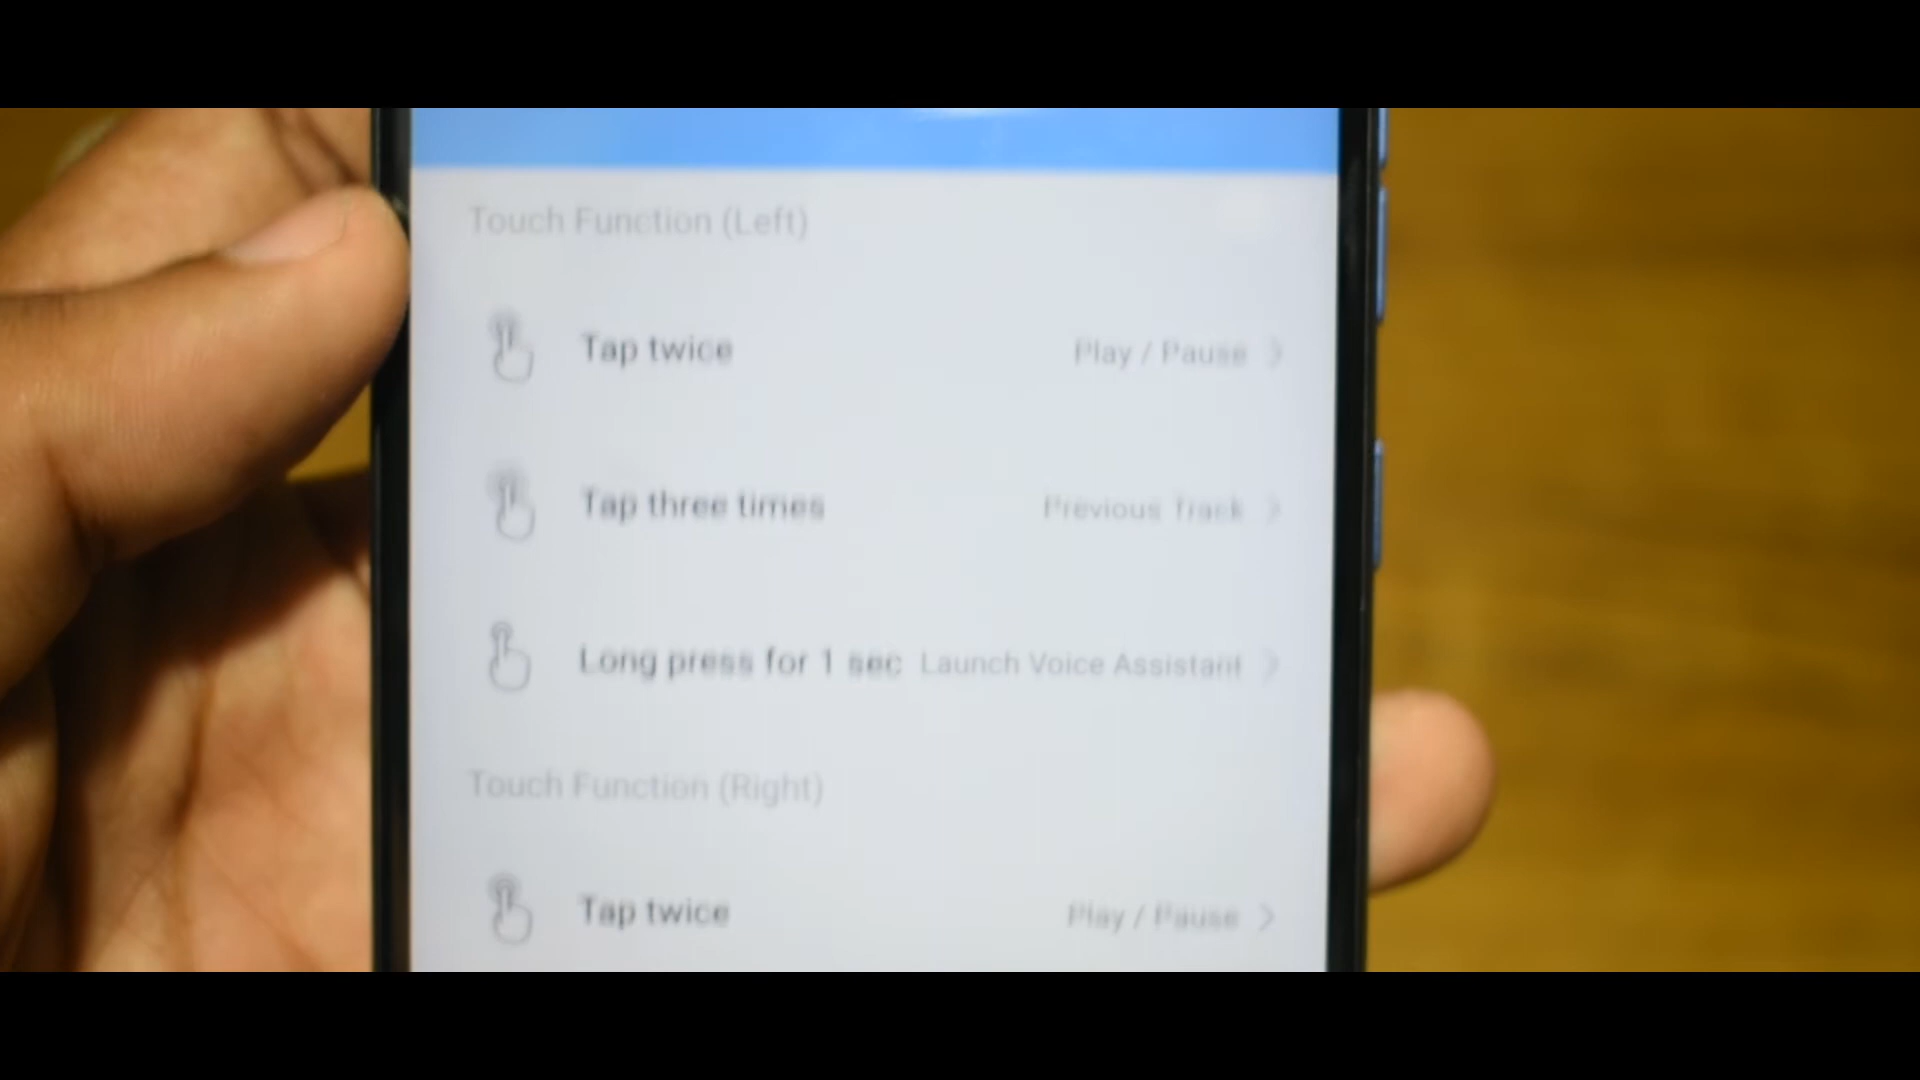 Touch Function (Left)
Tap twice Play / Pause
Tap three times Previous Track
Long press for 1 sec Launch Voice Assistant
Touch Function (Right)
Tap twice Play / Pause